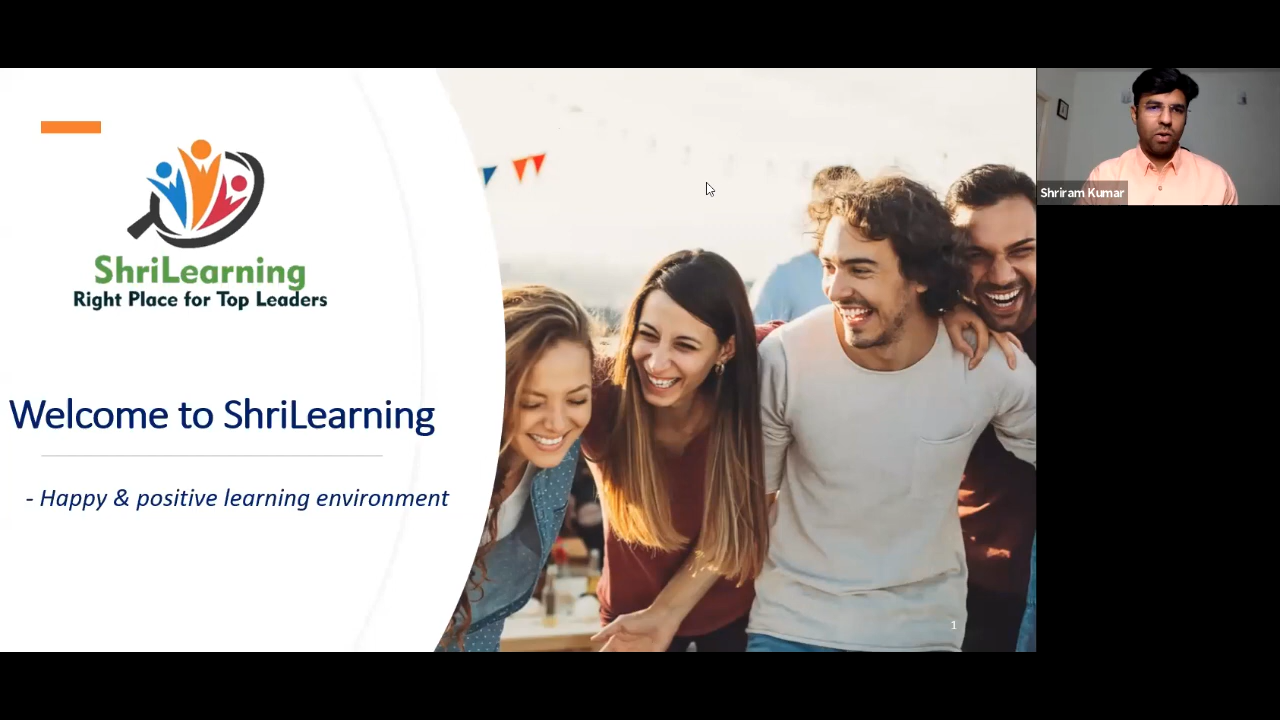 ShriLearning
Right Place for Top Leaders
Welcome to ShriLearning
- Happy & positive learning environment
1
Shriram Kumar